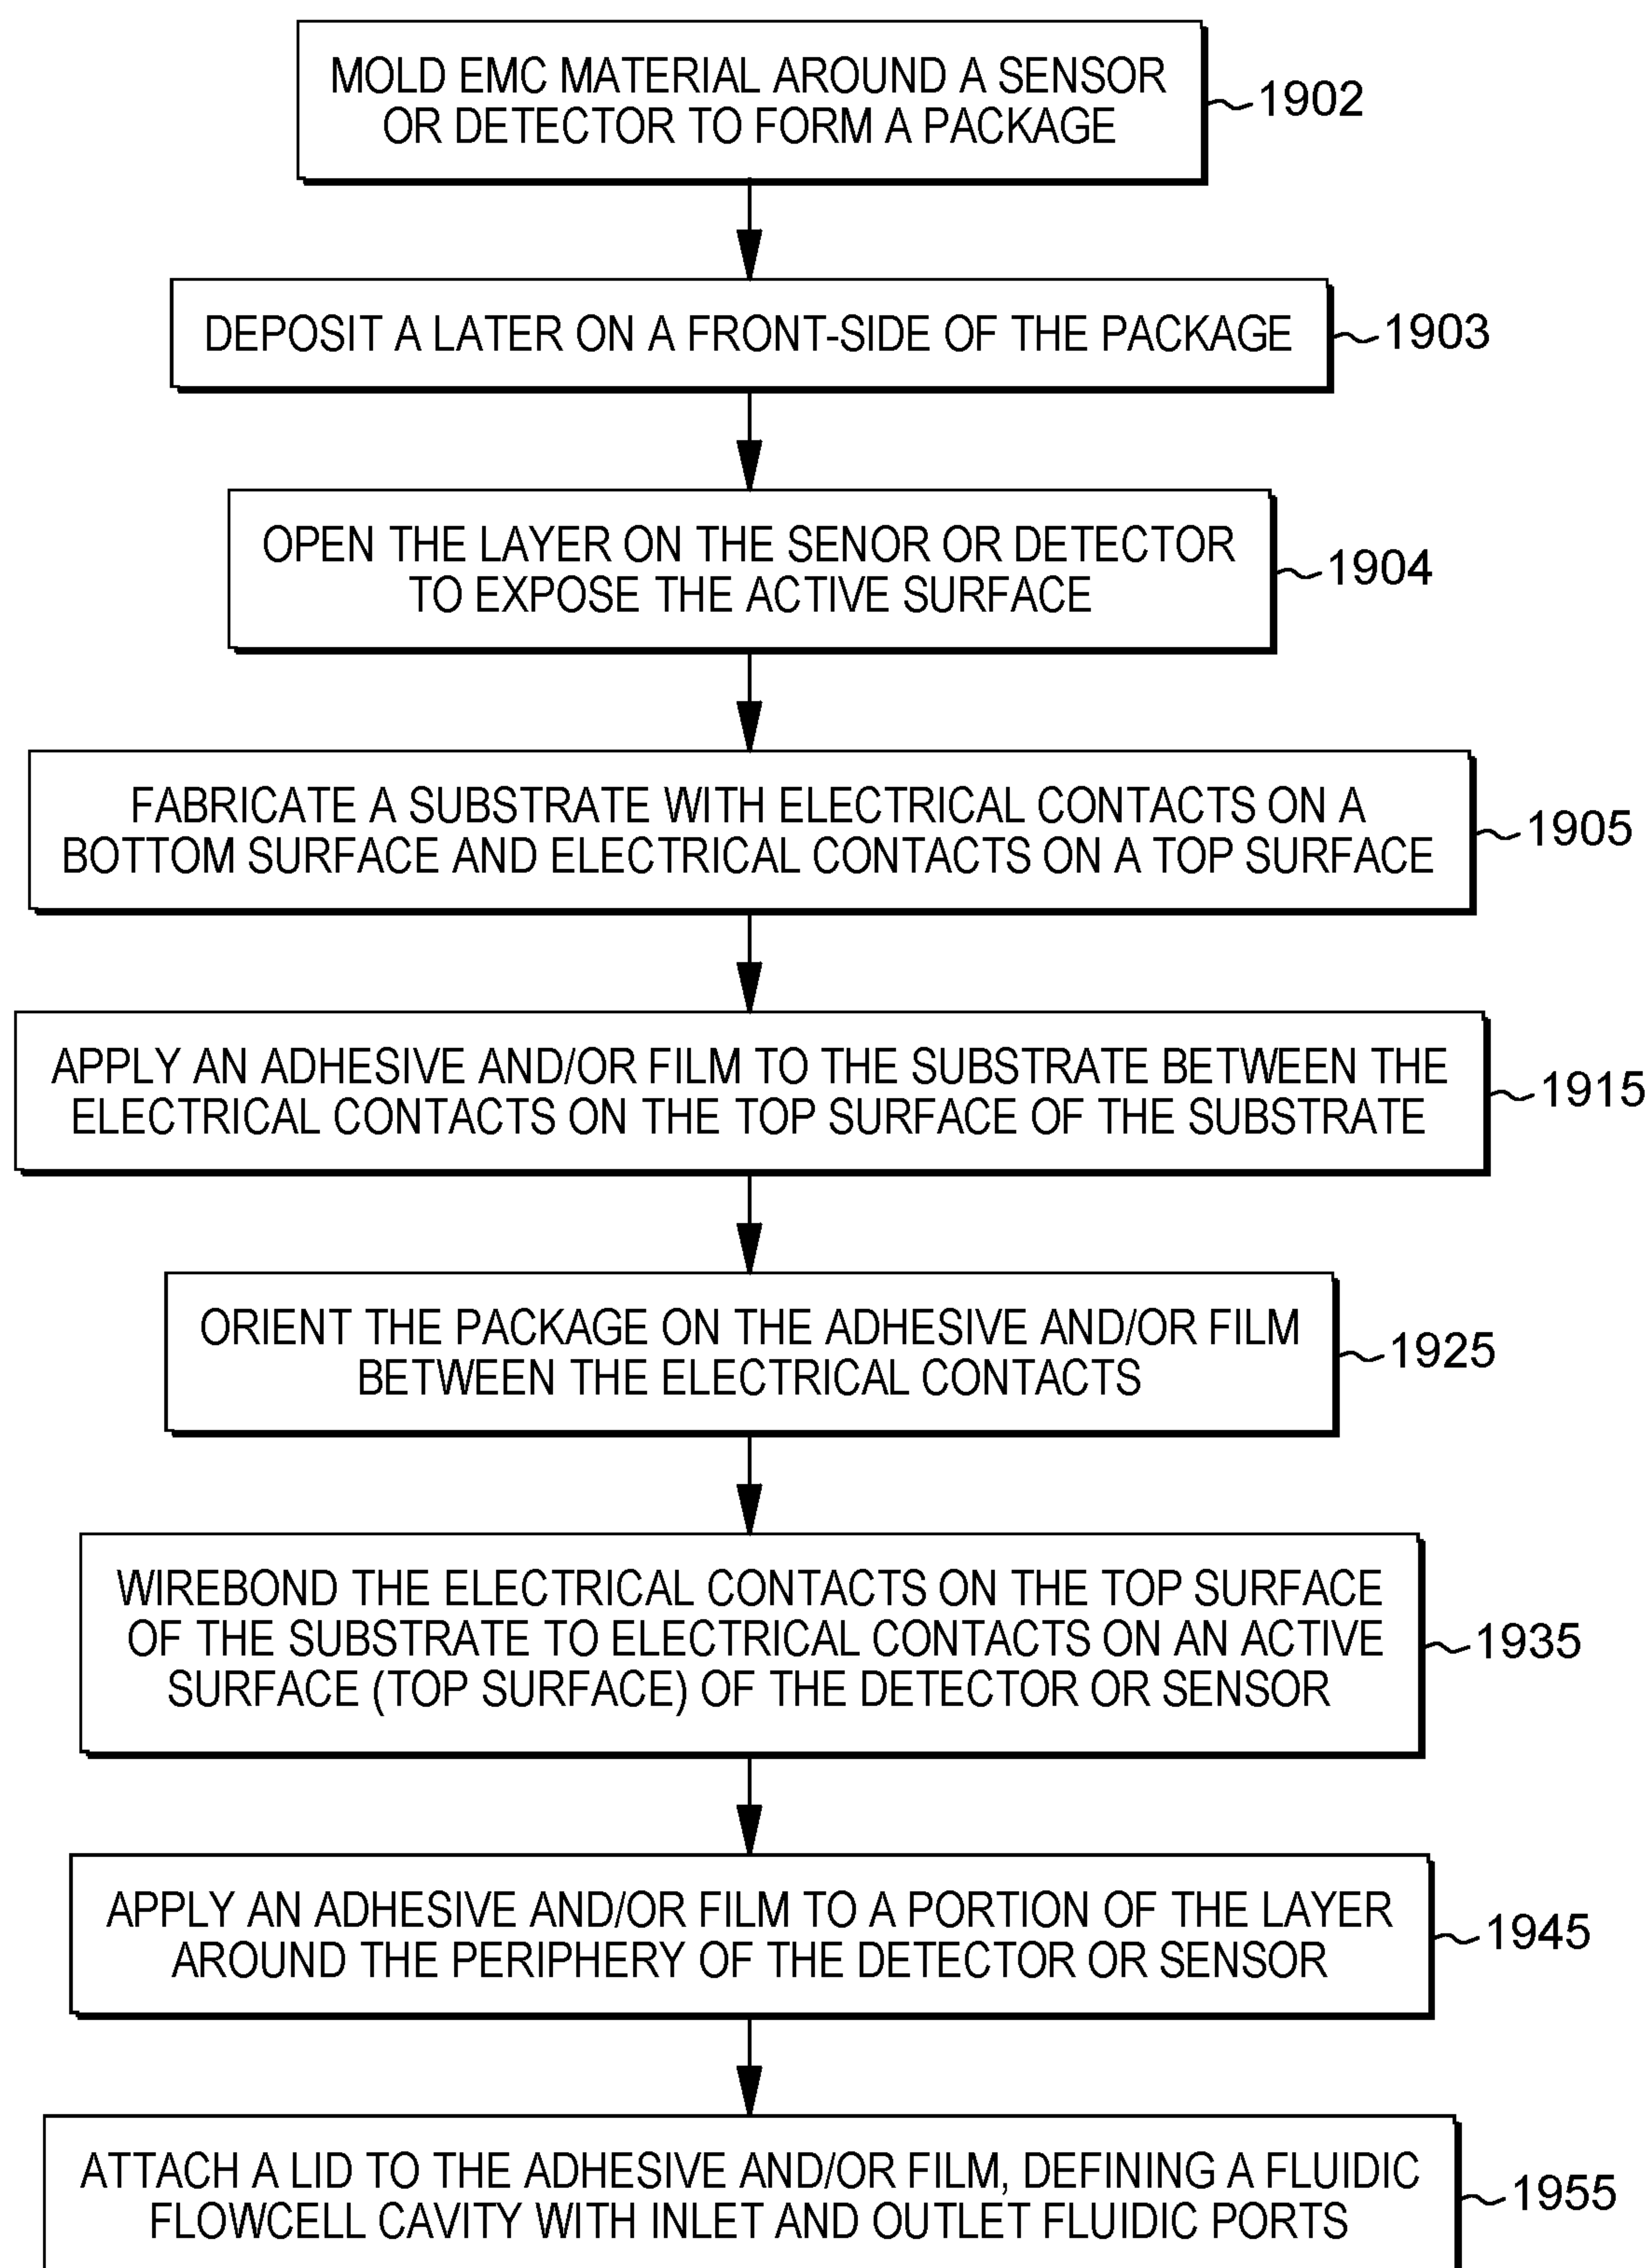 MOLD EMC MATERIAL AROUND A SENSOR
OR DETECTOR TO FORM A PACKAGE
1902
DEPOSIT A LATER ON A FRONT-SIDE OF THE PACKAGE
1903
OPEN THE LAYER ON THE SENOR OR DETECTOR
TO EXPOSE THE ACTIVE SURFACE
1904
FABRICATE A SUBSTRATE WITH ELECTRICAL CONTACTS ON A
BOTTOM SURFACE AND ELECTRICAL CONTACTS ON A TOP SURFACE
1905
APPLY AN ADHESIVE AND/OR FILM TO THE SUBSTRATE BETWEEN THE
ELECTRICAL CONTACTS ON THE TOP SURFACE OF THE SUBSTRATE
1915
ORIENT THE PACKAGE ON THE ADHESIVE AND/OR FILM
BETWEEN THE ELECTRICAL CONTACTS
1925
WIREBOND THE ELECTRICAL CONTACTS ON THE TOP SURFACE
OF THE SUBSTRATE TO ELECTRICAL CONTACTS ON AN ACTIVE
SURFACE (TOP SURFACE) OF THE DETECTOR OR SENSOR
1935
APPLY AN ADHESIVE AND/OR FILM TO A PORTION OF THE LAYER
AROUND THE PERIPHERY OF THE DETECTOR OR SENSOR
1945
ATTACH A LID TO THE ADHESIVE AND/OR FILM, DEFINING A FLUIDIC
FLOWCELL CAVITY WITH INLET AND OUTLET FLUIDIC PORTS
1955